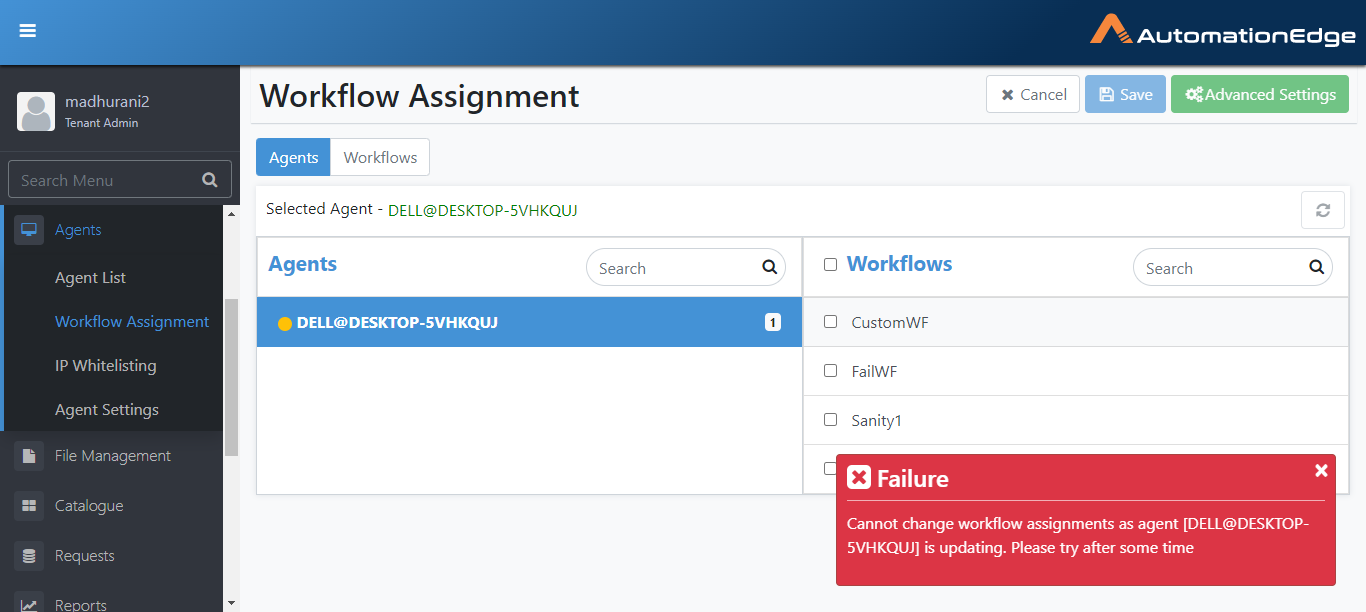 AutomationEdge
madhurani2
Tenant Admin
Search Menu
Agents
Agent List
Workflow Assignment
IP Whitelisting
Agent Settings
File Management
Catalogue
Requests
Reports
Workflow Assignment
Cancel
Save
Advanced Settings
Agents
Workflows
Selected Agent - DELL@DESKTOP-5VHKQUJ
Agents
Search
DELL@DESKTOP-5VHKQUJ
1
Workflows
Search
CustomWF
FailWF
Sanity1
Failure
Cannot change workflow assignments as agent [DELL@DESKTOP-
5VHKQUJ] is updating. Please try after some time